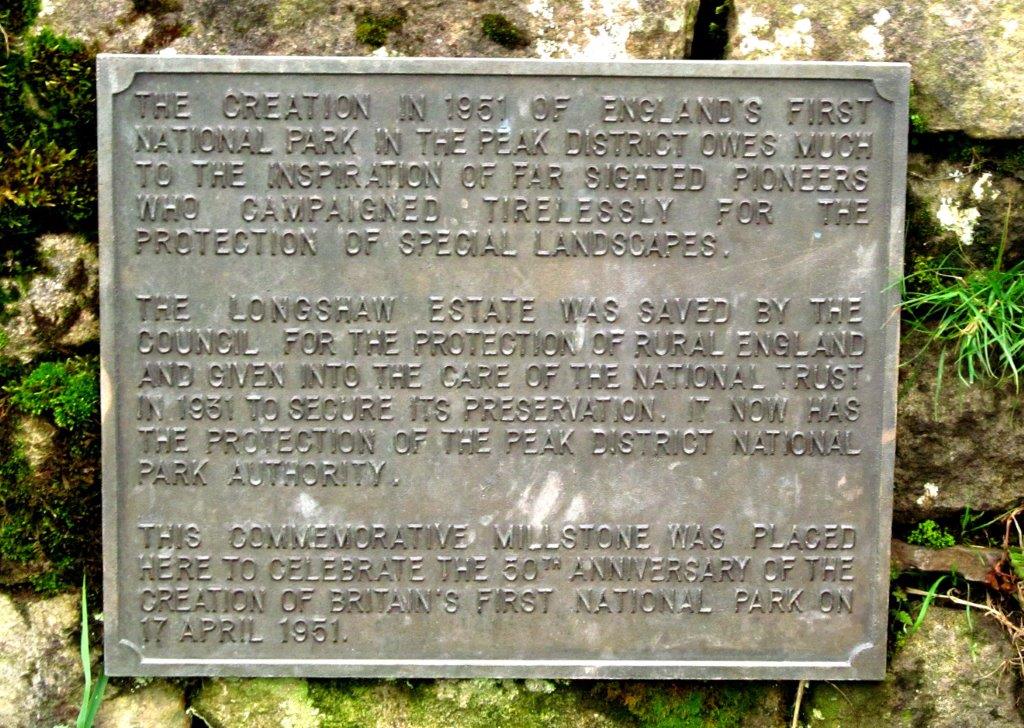 THE CREATION IN 1951 OF ENGLAND'S FIRST
NATIONAL PARK IN THE PEAK DISTRICT OWES MUCH
TO THE INSPIRATION OF FAR SIGHTED PIONEERS
WHO CAMPAIGNED TIRELESSLY FOR THE
PROTECTION OF SPECIAL LANDSCAPES.
THE LONGSHAW ESTATE WAS SAVED BY THE
COUNCIL FOR THE PROTECTION OF RURAL ENGLAND
AND GIVEN INTO THE CARE OF THE NATIONAL TRUST
IN 1931 TO SECURE ITS PRESERVATION. IT NOW HAS
THE PROTECTION OF THE PEAK DISTRICT NATIONAL
PARK AUTHORITY.
THIS COMMEMORATIVE MILLSTONE WAS PLACED
HERE TO CELEBRATE THE 50TH ANNIVERSARY OF THE
CREATION OF BRITAIN'S FIRST NATIONAL PARK ON
17 APRIL 1951.